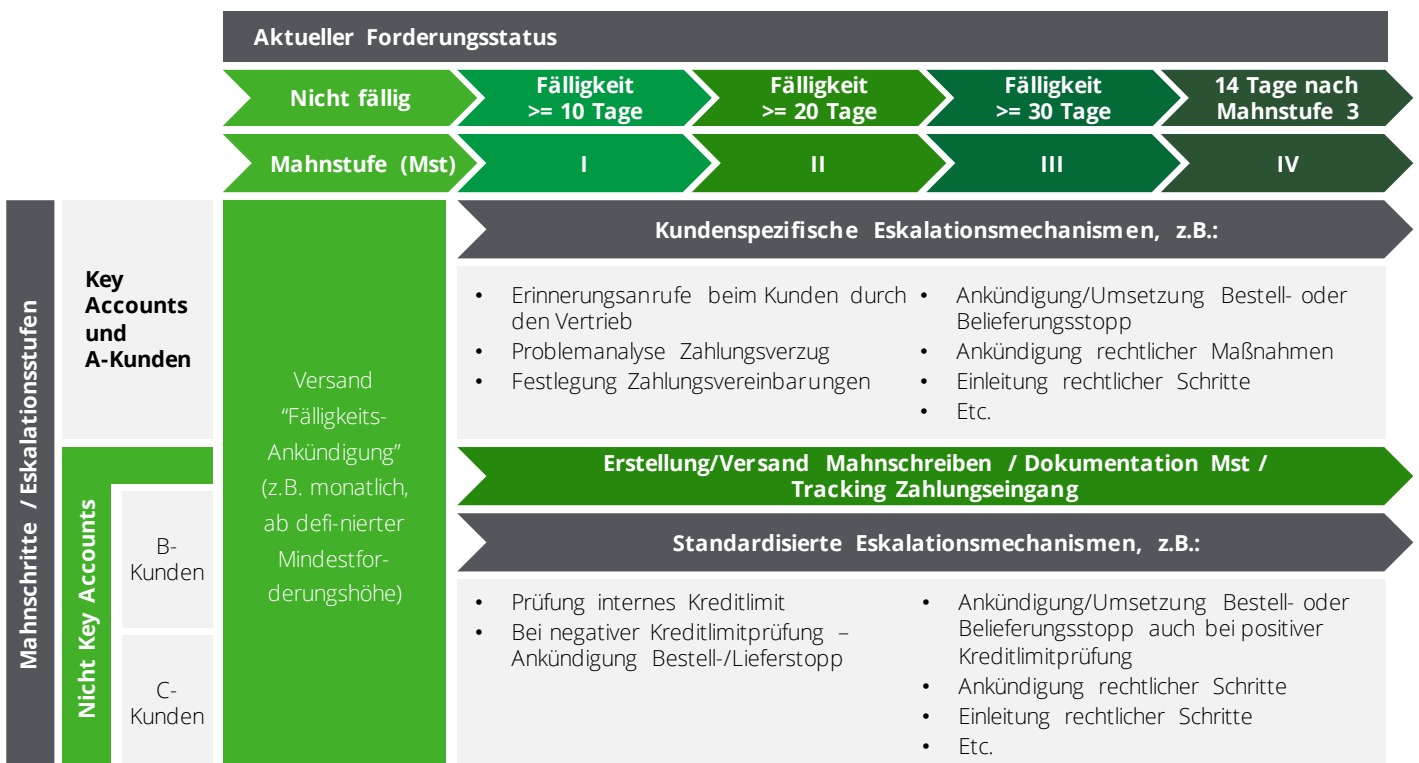 Aktueller Forderungsstatus
Nicht fällig
Fälligkeit
>= 10 Tage
Fälligkeit
>= 20 Tage
Fälligkeit
>= 30 Tage
14 Tage nach
Mahnstufe 3
Mahnstufe (Mst)
I
II
III
IV
Mahnschritte / Eskalationsstufen
Key
Accounts
und
A-Kunden
Nicht Key Accounts
B-
Kunden
C-
Kunden
Versand
“Fälligkeits-
Ankündigung”
(z.B. monatlich,
ab defi-nierter
Mindestfor-
derungshöhe)
Kundenspezifische Eskalationsmechanismen, z.B.:
• Erinnerungsanrufe beim Kunden durch
den Vertrieb
• Problemanalyse Zahlungsverzug
• Festlegung Zahlungsvereinbarungen
• Ankündigung/Umsetzung Bestell- oder
Belieferungsstopp
• Ankündigung rechtlicher Maßnahmen
• Einleitung rechtlicher Schritte
• Etc.
Erstellung/Versand Mahnschreiben / Dokumentation Mst /
Tracking Zahlungseingang
Standardisierte Eskalationsmechanismen, z.B.:
• Prüfung internes Kreditlimit
• Bei negativer Kreditlimitprüfung –
Ankündigung Bestell-/Lieferstopp
• Ankündigung/Umsetzung Bestell- oder
Belieferungsstopp auch bei positiver
Kreditlimitprüfung
• Ankündigung rechtlicher Schritte
• Einleitung rechtlicher Schritte
• Etc.